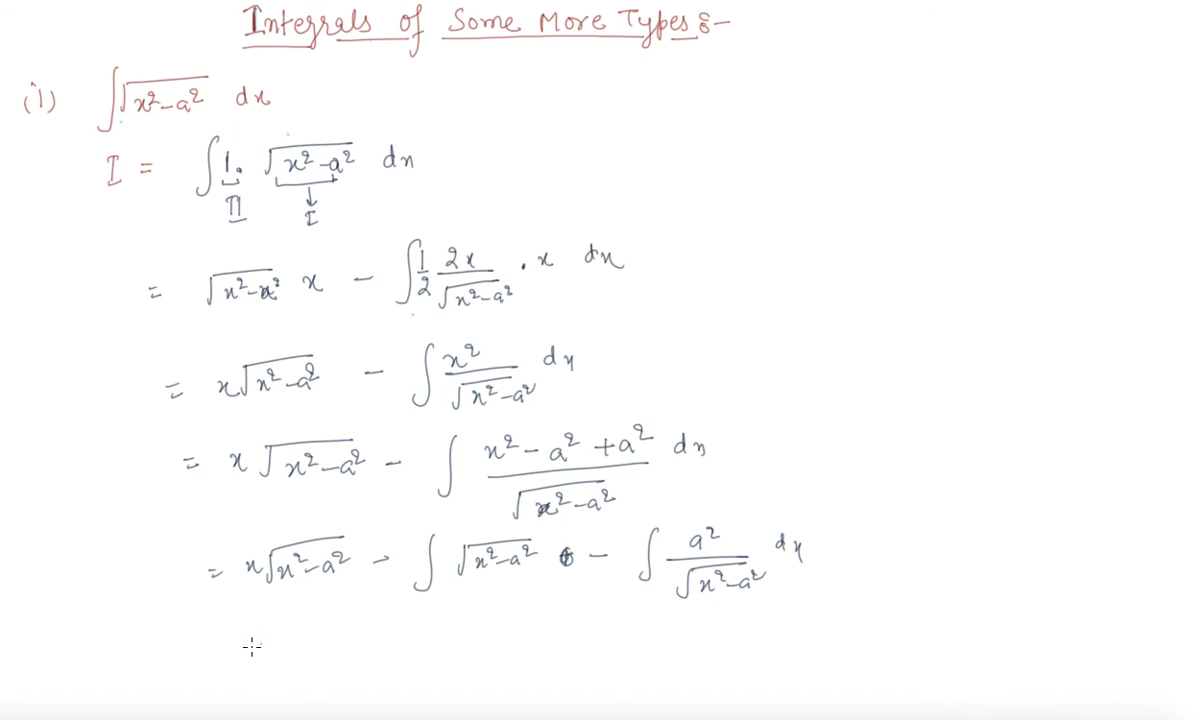 Integrals of Some More Types :-
(i) ∫√(x²-a²) dx
I = ∫1. √(x²-a²) dx
II I
= √(x²-a²) x - ∫1/2 2x/√(x²-a²) . x dx
= x√(x²-a²) - ∫x²/√(x²-a²) dx
= x√(x²-a²) - ∫ (x²-a²+a²)/√(x²-a²) dx
= x√(x²-a²) - ∫√(x²-a²) - ∫ a²/√(x²-a²) dx